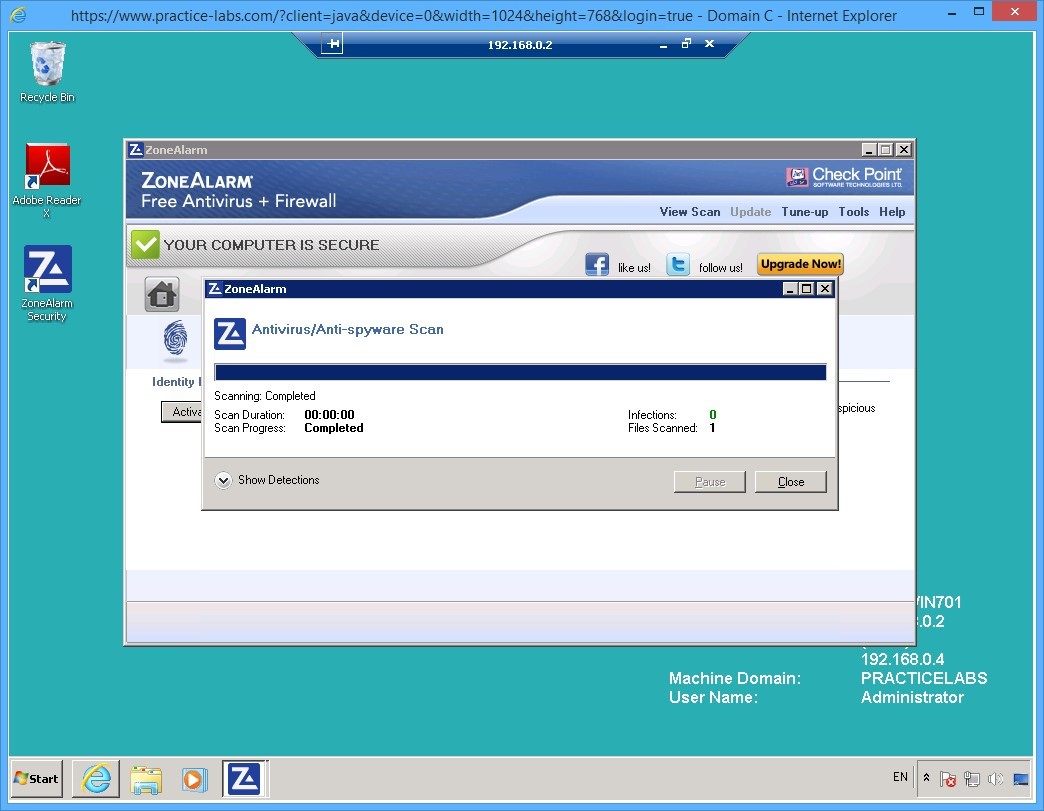 https://www.practice-labs.com/?client=java&device=0&width=1024&height=768&login=true - Domain C - Internet Explorer
192.168.0.2
Recycle Bin
Adobe Reader
X
ZoneAlarm
Security
ZoneAlarm
ZONEALARM
Free Antivirus + Firewall
Check Point
SOFTWARE TECHNOLOGIES LTD.
View Scan Update Tune-up Tools Help
YOUR COMPUTER IS SECURE
like us! follow us! Upgrade Now!
ZoneAlarm
Antivirus/Anti-spyware Scan
Identity
Scanning: Completed
Scan Duration: 00:00:00 Infections: 0
Scan Progress: Completed Files Scanned: 1
Activa
spicious
Show Detections Pause Close
VIN701
.0.2
192.168.0.4
Machine Domain: PRACTICELABS
User Name: Administrator
Start
EN